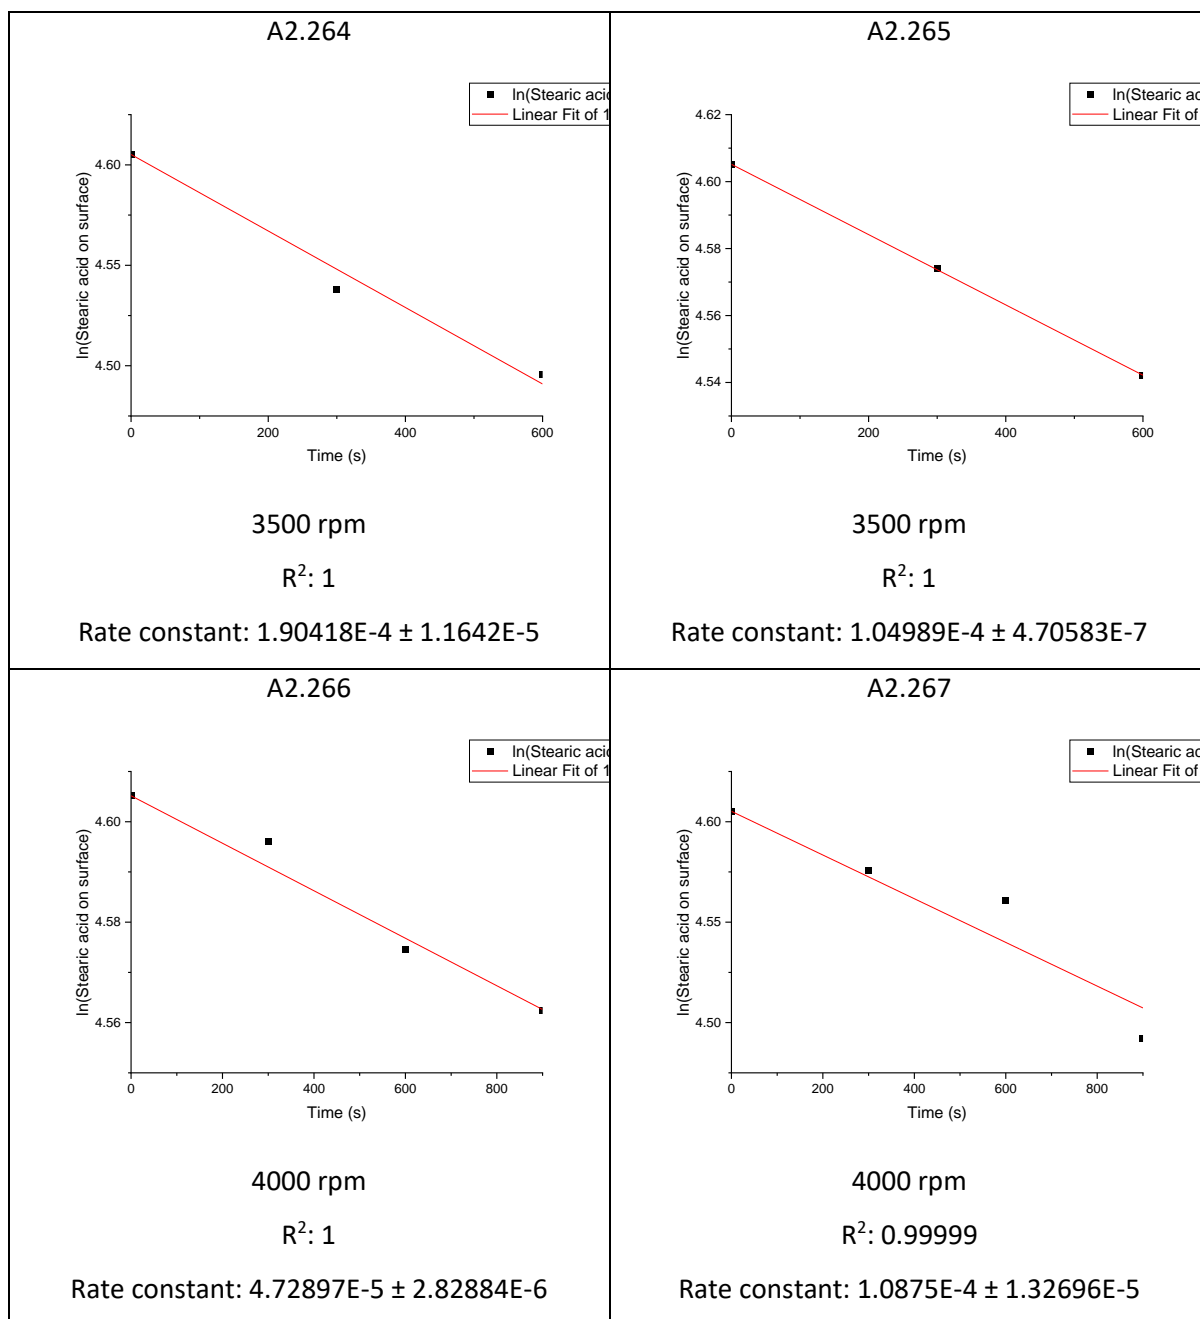 A2.264
ln(Stearic acid
Linear Fit of 1
ln(Stearic acid on surface)
4.60
4.55
4.50
0
200
400
600
Time (s)
3500 rpm
R²: 1
Rate constant: 1.90418E-4 ± 1.1642E-5
A2.265
ln(Stearic ac
Linear Fit of
ln(Stearic acid on surface)
4.62
4.60
4.58
4.56
4.54
0
200
400
600
Time (s)
3500 rpm
R²: 1
Rate constant: 1.04989E-4 ± 4.70583E-7
A2.266
ln(Stearic acid
Linear Fit of 1
ln(Stearic acid on surface)
4.60
4.58
4.56
0
200
400
600
800
Time (s)
4000 rpm
R²: 1
Rate constant: 4.72897E-5 ± 2.82884E-6
A2.267
ln(Stearic ac
Linear Fit of
ln(Stearic acid on surface)
4.60
4.55
4.50
0
200
400
600
800
Time (s)
4000 rpm
R²: 0.99999
Rate constant: 1.0875E-4 ± 1.32696E-5